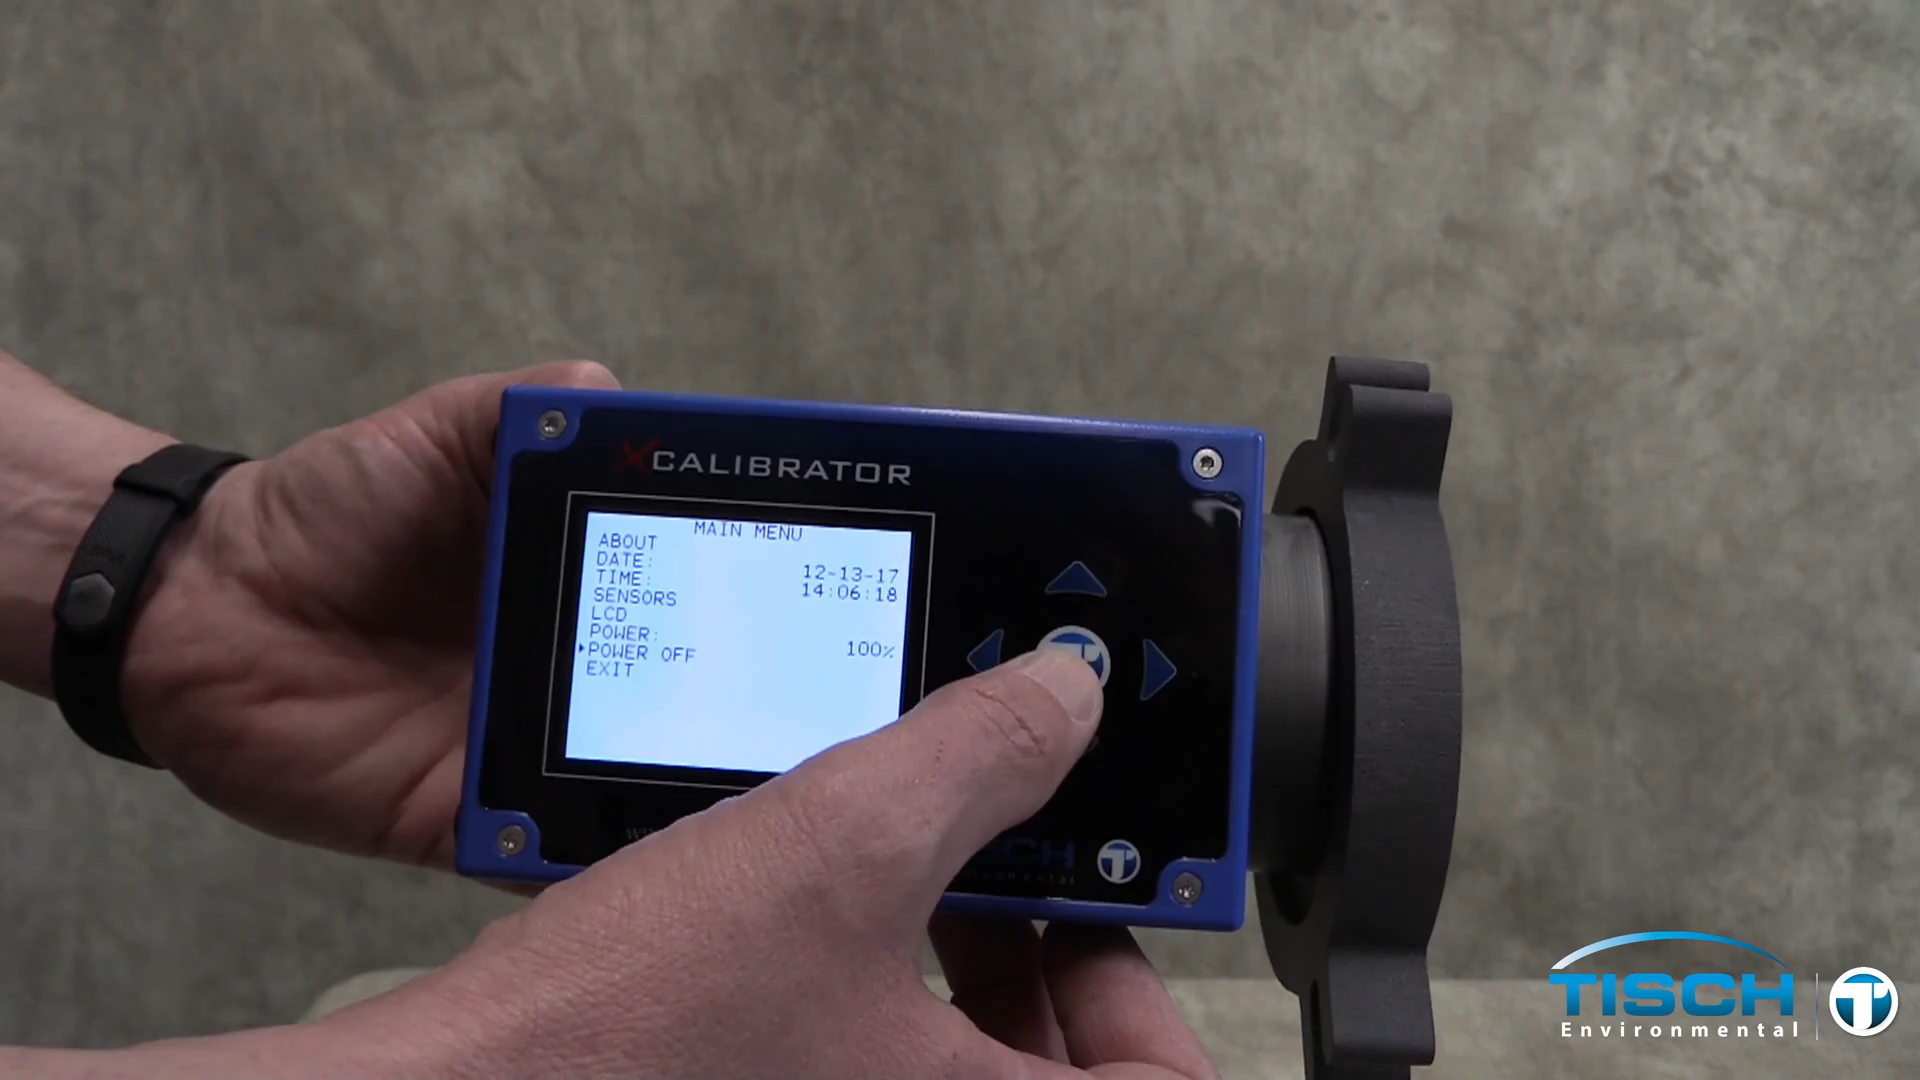 XCALIBRATOR
MAIN MENU
ABOUT
DATE: 12-13-17
TIME: 14:06:18
SENSORS
LCD
POWER: 100%
▸POWER OFF
EXIT
TISCH
Environmental